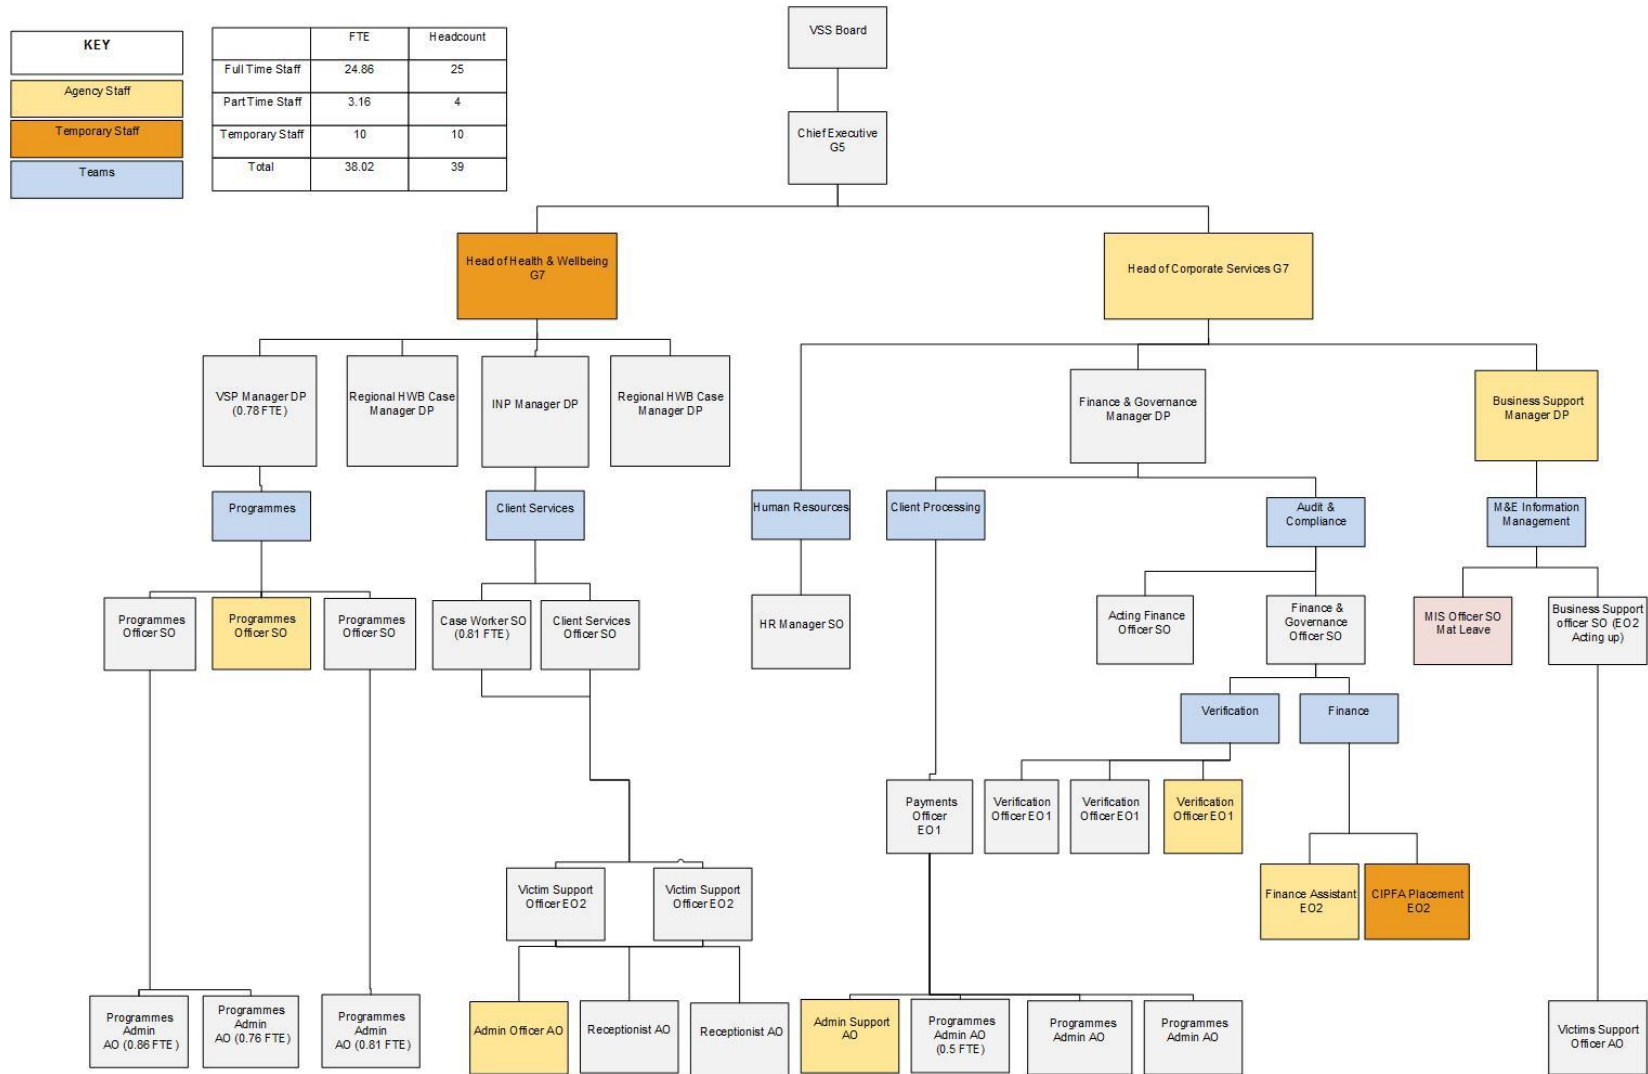 KEY
Agency Staff
Temporary Staff
Teams
FTE Headcount
Full Time Staff 24.86 25
Part Time Staff 3.16 4
Temporary Staff 10 10
Total 38.02 39
VSS Board
Chief Executive
G5
Head of Health & Wellbeing
G7
Head of Corporate Services G7
VSP Manager DP
(0.78 FTE)
Regional HWB Case
Manager DP
INP Manager DP
Regional HWB Case
Manager DP
Finance & Governance
Manager DP
Business Support
Manager DP
Programmes
Client Services
Human Resources
Client Processing
Audit &
Compliance
M&E Information
Management
Programmes
Officer SO
Programmes
Officer SO
Programmes
Officer SO
Case Worker SO
(0.81 FTE)
Client Services
Officer SO
HR Manager SO
Acting Finance
Officer SO
Finance &
Governance
Officer SO
MIS Officer SO
Mat Leave
Business Support
officer SO (EO2
Acting up)
Verification
Finance
Payments
Officer
EO1
Verification
Officer EO1
Verification
Officer EO1
Verification
Officer EO1
Victim Support
Officer EO2
Victim Support
Officer EO2
Finance Assistant
EO2
CIPFA Placement
EO2
Programmes
Admin
AO (0.86 FTE)
Programmes
Admin
AO (0.76 FTE)
Programmes
Admin
AO (0.81 FTE)
Admin Officer AO
Receptionist AO
Receptionist AO
Admin Support
AO
Programmes
Admin AO
(0.5 FTE)
Programmes
Admin AO
Programmes
Admin AO
Victims Support
Officer AO